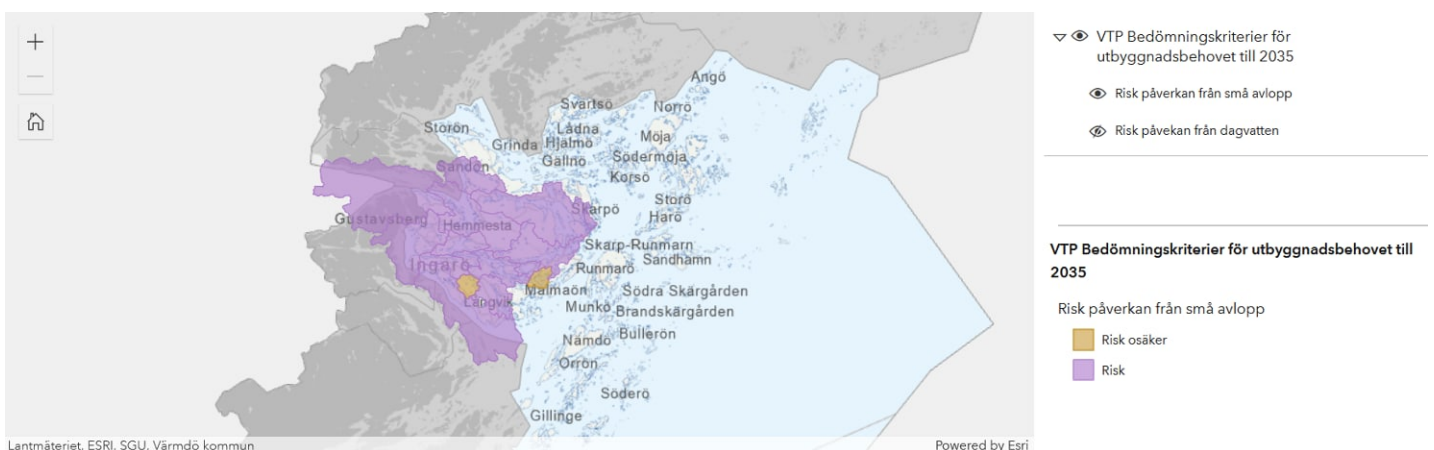 +
VTP Bedömningskriterier för
utbyggnadsbehovet till 2035
Risk påverkan från små avlopp
Risk påvekan från dagvatten
Ängö
Svartsö
Norrö
Storön
Lådna
Möja
Grinda
Hjälmö
Gällnö
Södermöja
Sandön
Korsö
Storö
Skarpö
Harö
Gustavsberg
Hemmesta
Skarp-Runmarn
Sandhamn
Ingarö
Runmarö
Malmaön
Södra Skärgården
Långvik
Munkö
Brandskärgården
Bullerön
Nämdö
Orrön
Söderö
Gillinge
Lantmäteriet, ESRI, SGU, Värmdö kommun
Powered by Esri
VTP Bedömningskriterier för utbyggnadsbehovet till
2035
Risk påverkan från små avlopp
Risk osäker
Risk